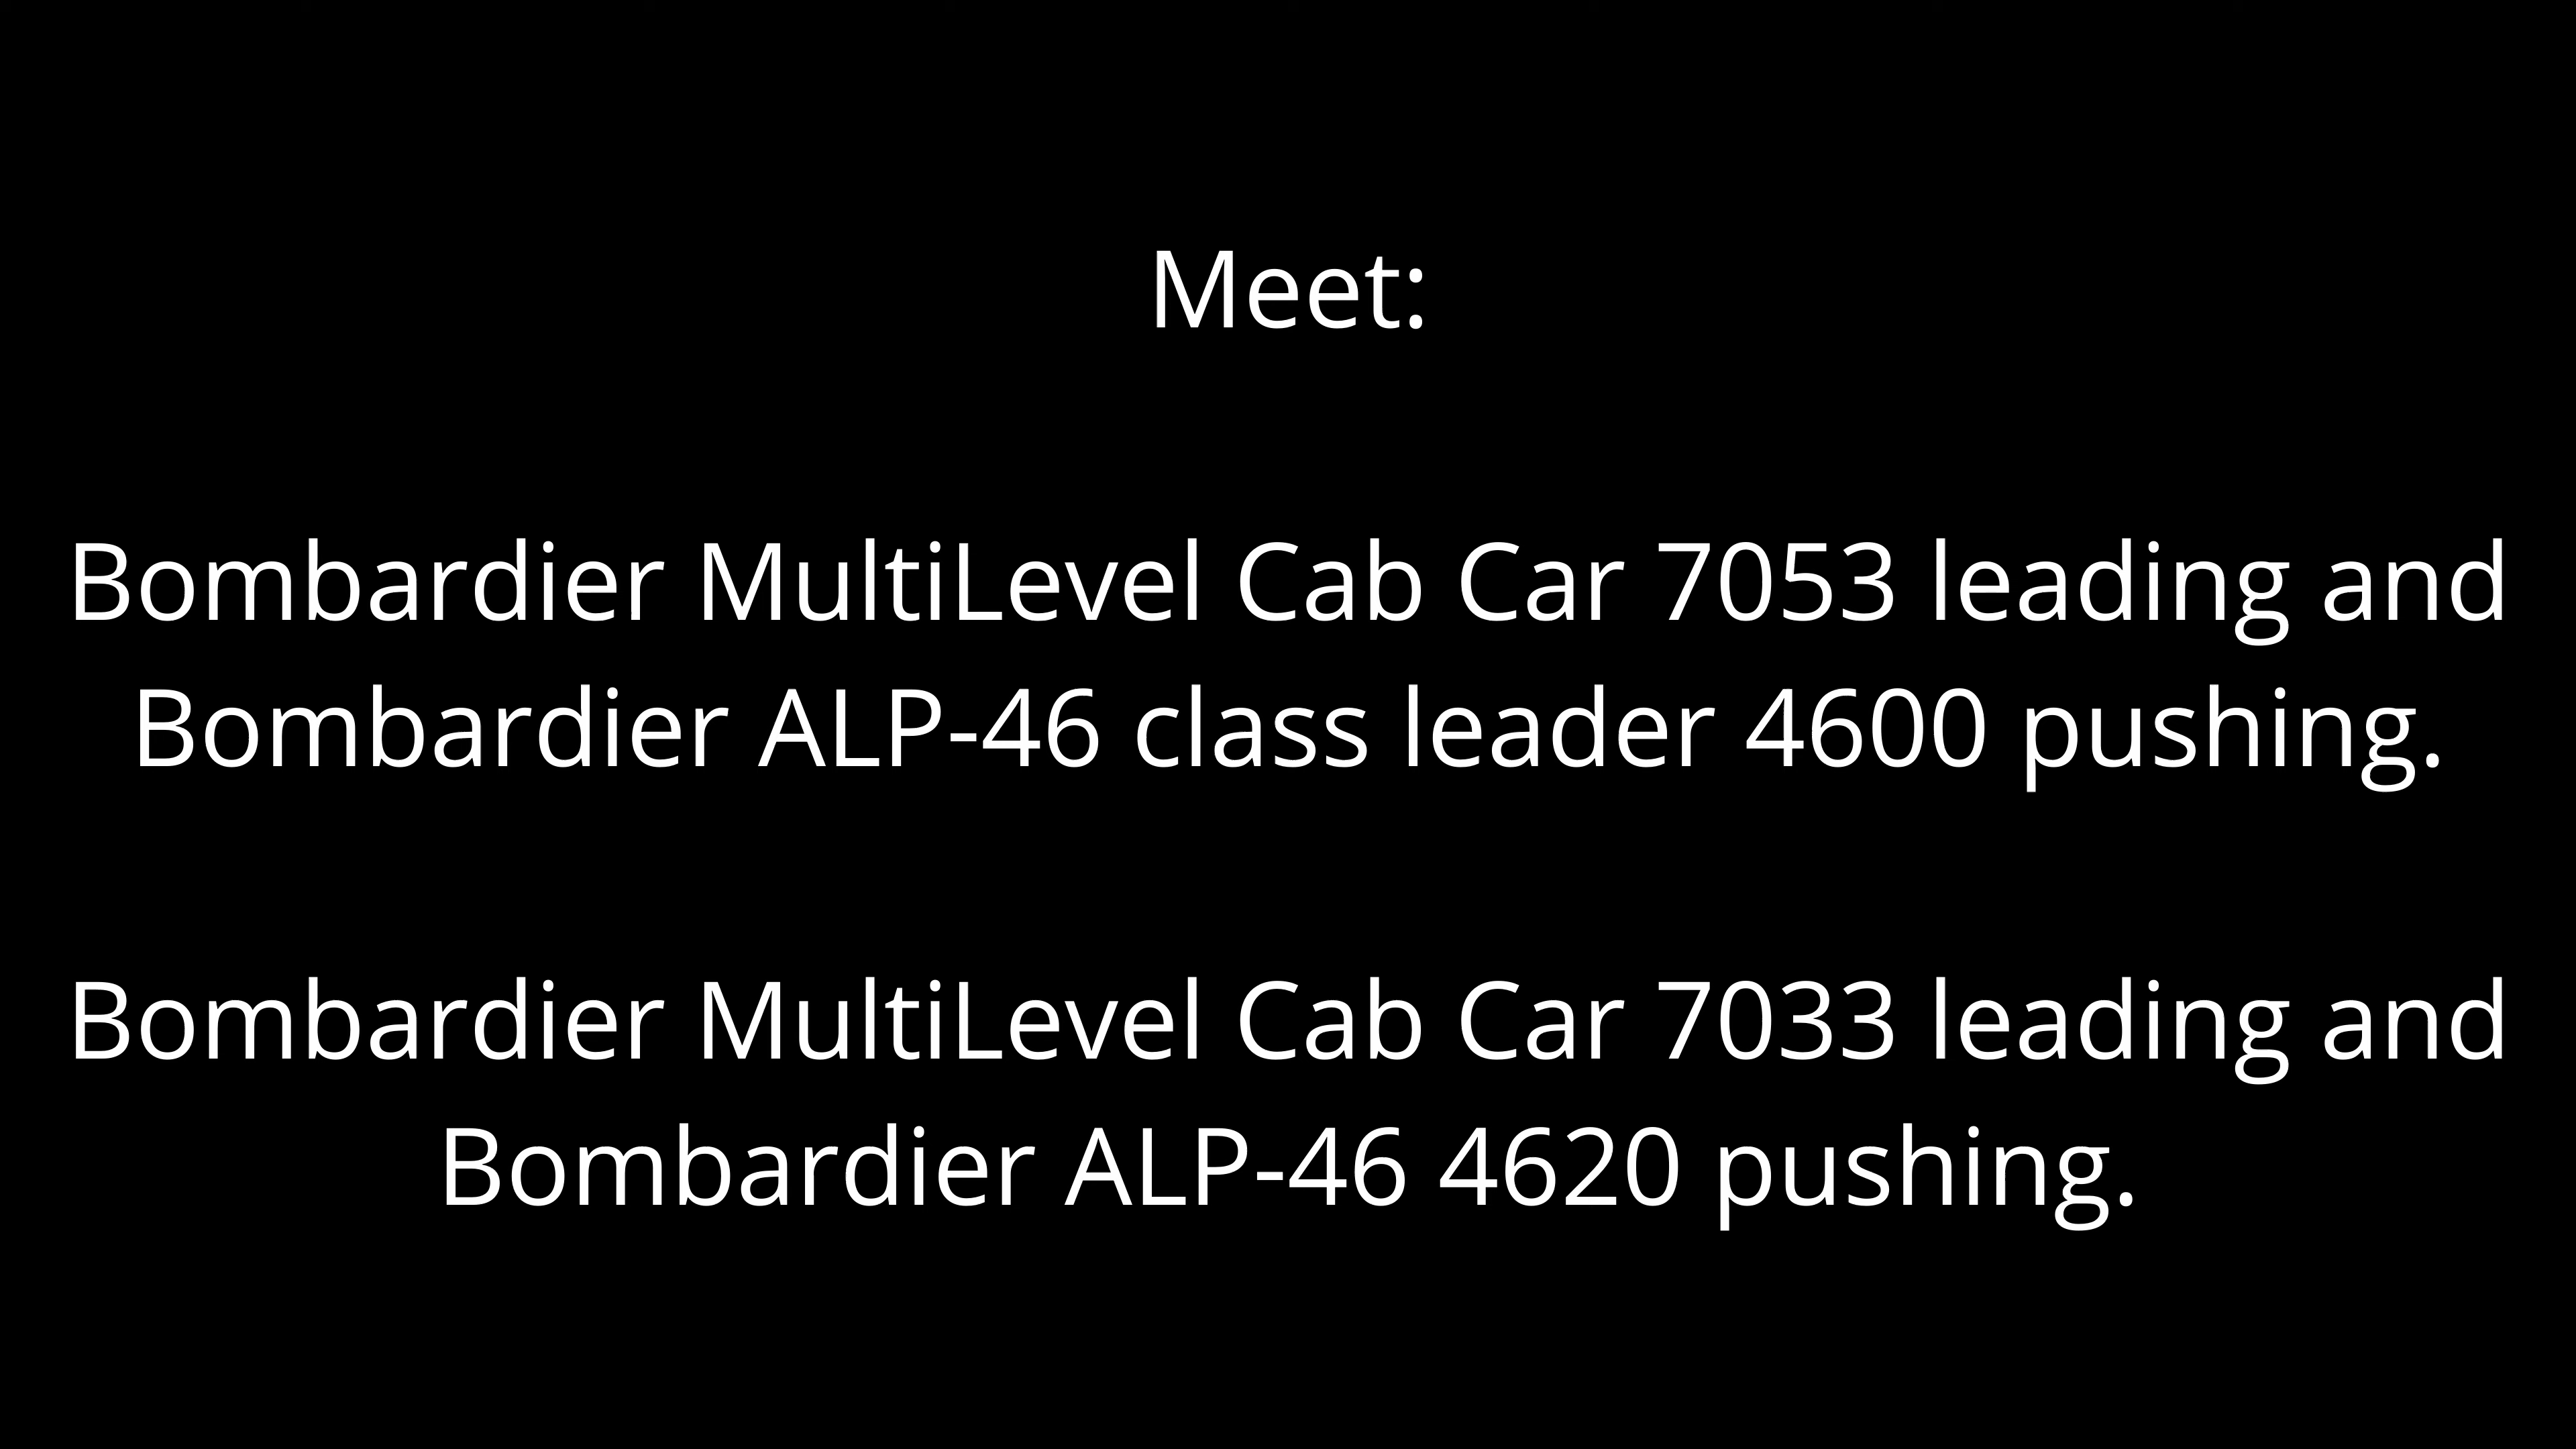 Meet:
Bombardier MultiLevel Cab Car 7053 leading and
Bombardier ALP-46 class leader 4600 pushing.
Bombardier MultiLevel Cab Car 7033 leading and
Bombardier ALP-46 4620 pushing.